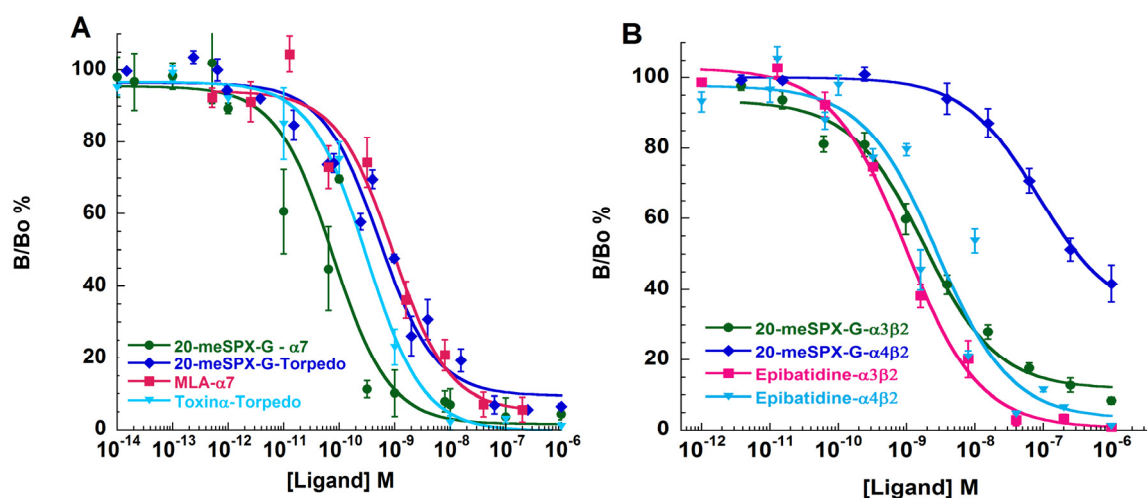 A
B/Bo %
100
80
60
40
20
0
20-meSPX-G - α7
20-meSPX-G-Torpedo
MLA-α7
Toxinα-Torpedo
10⁻¹⁴ 10⁻¹³ 10⁻¹² 10⁻¹¹ 10⁻¹⁰ 10⁻⁹ 10⁻⁸ 10⁻⁷ 10⁻⁶
[Ligand] M
B
B/Bo %
100
80
60
40
20
0
20-meSPX-G-α3β2
20-meSPX-G-α4β2
Epibatidine-α3β2
Epibatidine-α4β2
10⁻¹² 10⁻¹¹ 10⁻¹⁰ 10⁻⁹ 10⁻⁸ 10⁻⁷ 10⁻⁶
[Ligand] M